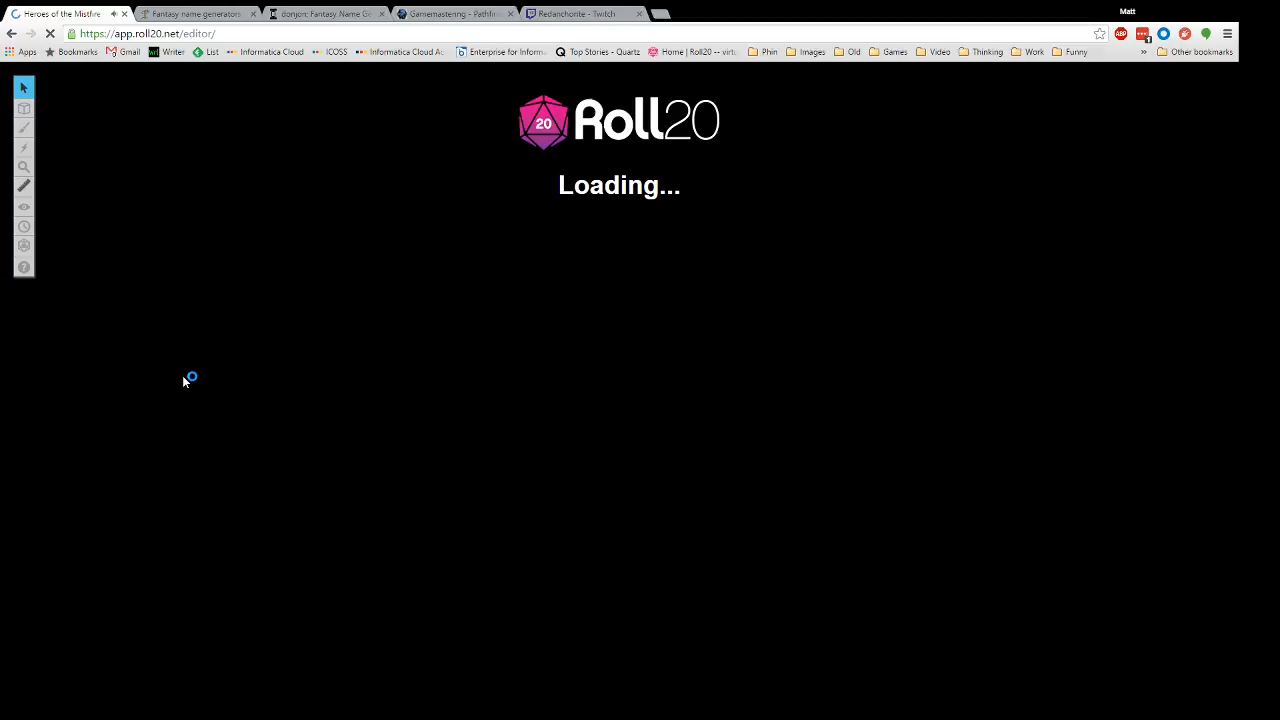 Matt
Heroes of the Mistfire
Fantasy name generators
donjon; Fantasy Name Ge
Gamemastering - Pathfin
Redanchorite - Twitch
https://app.roll20.net/editor/
ABP
Apps Bookmarks Gmail wri Writer List Informatica Cloud ICOSS Informatica Cloud Ac Enterprise for Inform Top Stories - Quartz Home | Roll20 -- virtu Phin Images Old Games Video Thinking Work Funny » Other bookmarks
20 Roll20
Loading...
?